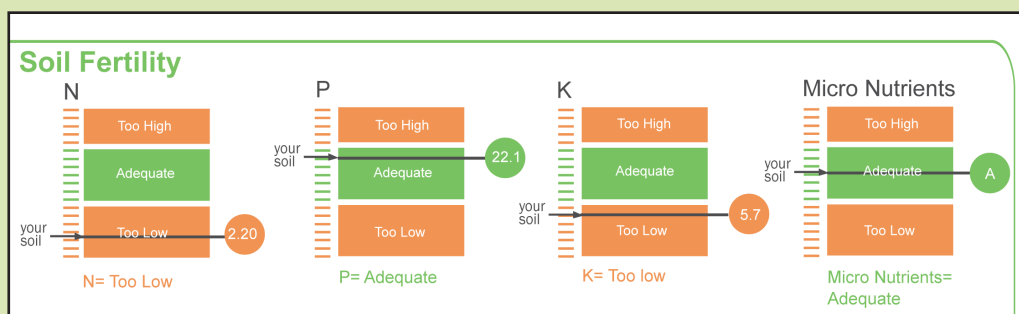 Soil Fertility
N
Too High
Adequate
Too Low
your
soil
2.20
N= Too Low
P
Too High
Adequate
Too Low
your
soil
22.1
P= Adequate
K
Too High
Adequate
Too Low
your
soil
5.7
K= Too low
Micro Nutrients
Too High
Adequate
Too Low
your
soil
A
Micro Nutrients=
Adequate